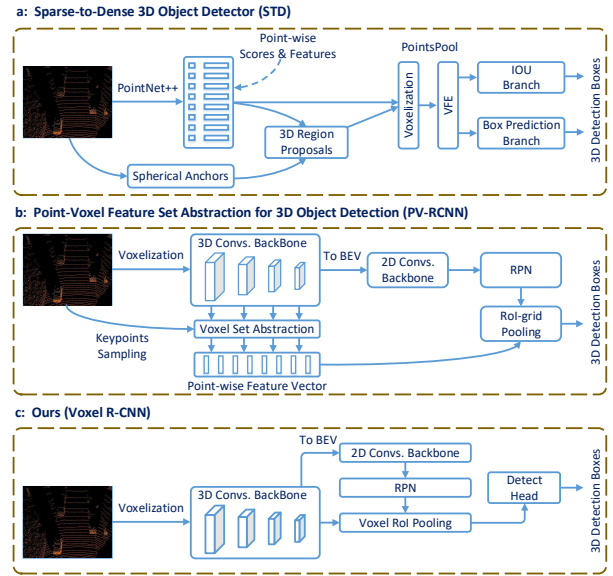 a: Sparse-to-Dense 3D Object Detector (STD)
Point-wise
Scores & Features
PointsPool
PointNet++
Voxelization
VFE
IOU
Branch
3D Region
Proposals
Box Prediction
Branch
Spherical Anchors
3D Detection Boxes
b: Point-Voxel Feature Set Abstraction for 3D Object Detection (PV-RCNN)
3D Convs. BackBone
Voxelization
To BEV
2D Convs.
Backbone
RPN
Voxel Set Abstraction
RoI-grid
Pooling
Keypoints
Sampling
Point-wise Feature Vector
3D Detection Boxes
c: Ours (Voxel R-CNN)
To BEV
2D Convs. Backbone
3D Convs. BackBone
RPN
Detect
Head
Voxelization
Voxel RoI Pooling
3D Detection Boxes